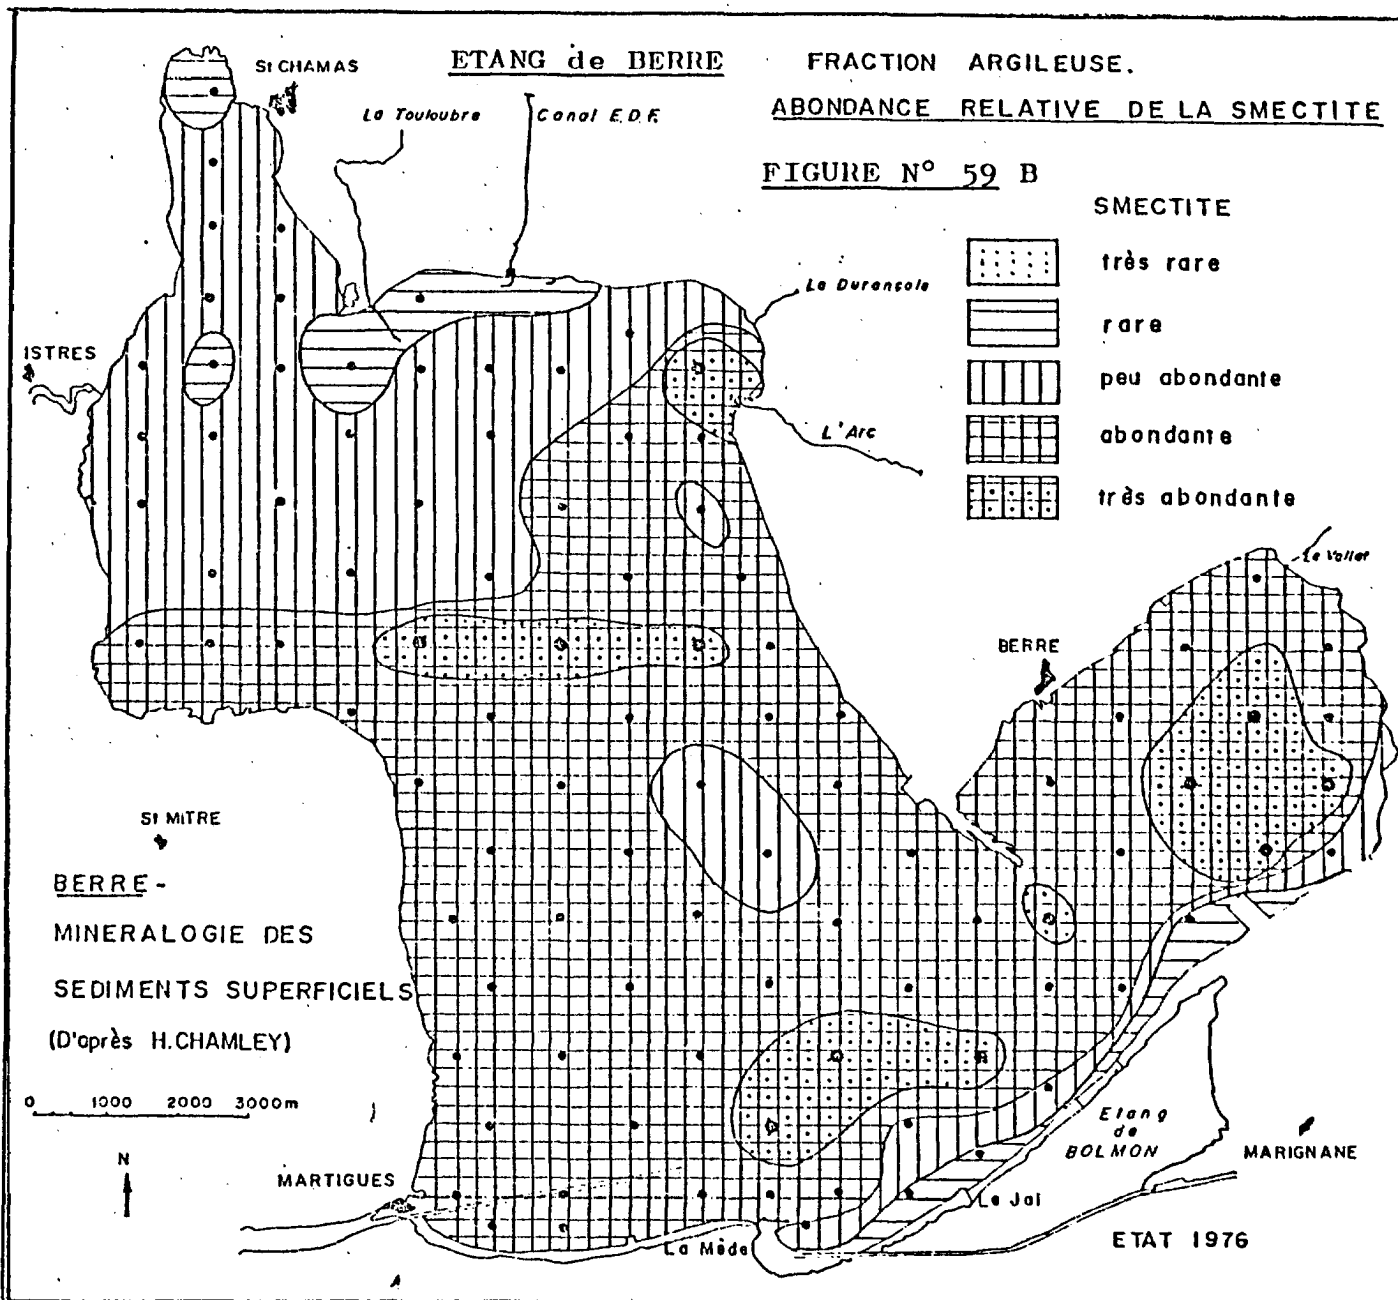 ETANG de BERRE
FRACTION ARGILEUSE.
ABONDANCE RELATIVE DE LA SMECTITE
FIGURE N° 59 B
St CHAMAS
La Touloubre
Canal E.D.F.
SMECTITE
très rare
rare
peu abondante
abondante
très abondante
La Durançole
ISTRES
L'Arc
Le Vallat
BERRE
St MITRE
BERRE -
MINERALOGIE DES
SEDIMENTS SUPERFICIELS
(D'après H. CHAMLEY)
0 1000 2000 3000m
N
MARTIGUES
La Mède
Le Jai
Etang
de
BOLMON
MARIGNANE
ETAT 1976